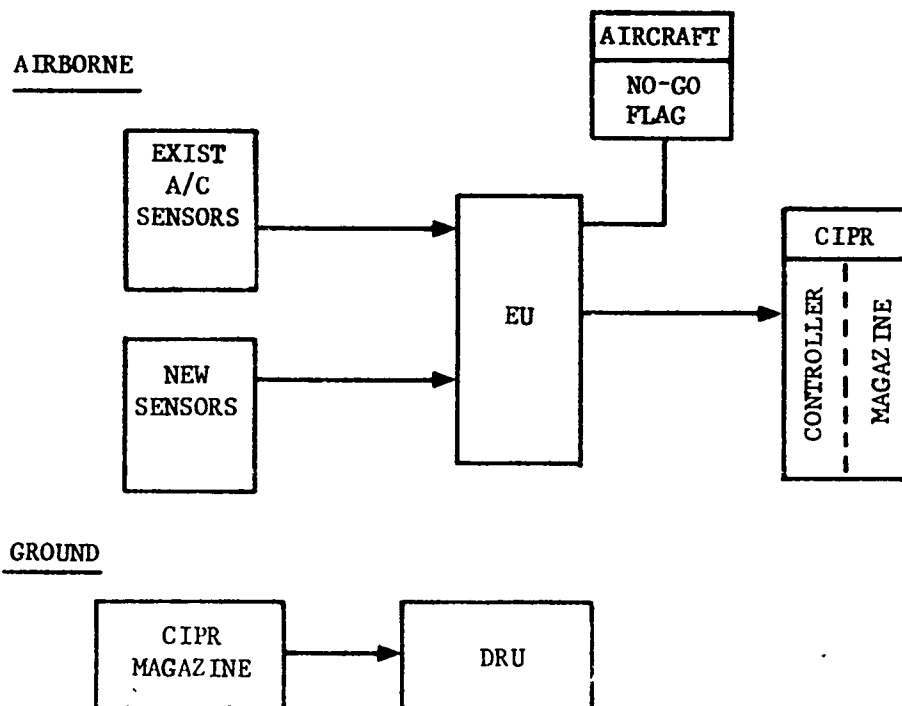 AIRBORNE
AIRCRAFT
NO-GO
FLAG
EXIST
A/C
SENSORS
NEW
SENSORS
EU
CIPR
CONTROLLER
MAGAZINE
GROUND
CIPR
MAGAZINE
DRU